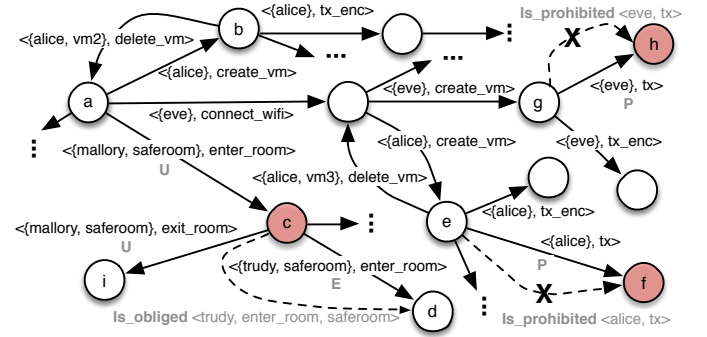 <{alice}, tx_enc>
Is_prohibited <eve, tx>
b
X
h
<{alice, vm2}, delete_vm>
...
...
<{alice}, create_vm>
<{eve}, create_vm>
<{eve}, tx>
P
a
g
<{eve}, connect_wifi>
<{alice}, create_vm>
<{eve}, tx_enc>
<{mallory, saferoom}, enter_room>
U
<{alice, vm3}, delete_vm>
<{alice}, tx_enc>
c
e
<{mallory, saferoom}, exit_room>
U
<{alice}, tx>
P
<{trudy, saferoom}, enter_room>
E
i
f
X
d
Is_obliged <trudy, enter_room, saferoom>
Is_prohibited <alice, tx>